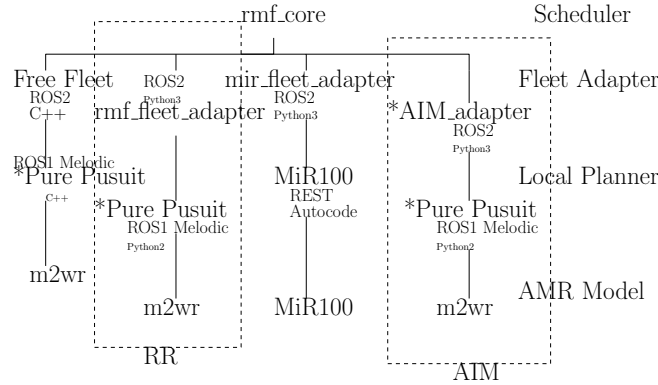 rmf_core
Scheduler
Free Fleet
ROS2
C++
ROS2
Python3
rmf_fleet_adapter
mir_fleet_adapter
ROS2
Python3
*AIM_adapter
ROS2
Python3
Fleet Adapter
ROS1 Melodic
*Pure Pusuit
C++
*Pure Pusuit
ROS1 Melodic
Python2
MiR100
REST
Autocode
*Pure Pusuit
ROS1 Melodic
Python2
Local Planner
m2wr
m2wr
MiR100
m2wr
AMR Model
RR
AIM